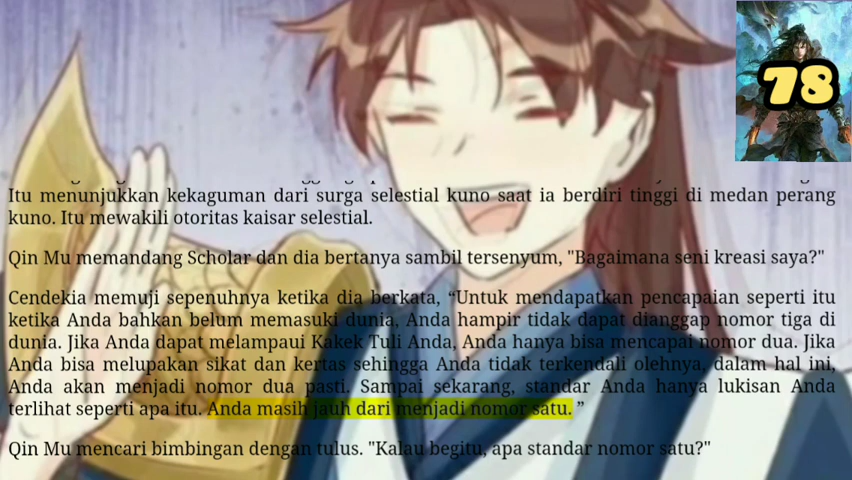 78
Itu menunjukkan kekaguman dari surga selestial kuno saat ia berdiri tinggi di medan perang
kuno. Itu mewakili otoritas kaisar selestial.
Qin Mu memandang Scholar dan dia bertanya sambil tersenyum, "Bagaimana seni kreasi saya?"
Cendekia memuji sepenuhnya ketika dia berkata, “Untuk mendapatkan pencapaian seperti itu
ketika Anda bahkan belum memasuki dunia, Anda hampir tidak dapat dianggap nomor tiga di
dunia. Jika Anda dapat melampaui Kakek Tuli Anda, Anda hanya bisa mencapai nomor dua. Jika
Anda bisa melupakan sikat dan kertas sehingga Anda tidak terkendali olehnya, dalam hal ini,
Anda akan menjadi nomor dua pasti. Sampai sekarang, standar Anda hanya lukisan Anda
terlihat seperti apa itu. Anda masih jauh dari menjadi nomor satu. ”
Qin Mu mencari bimbingan dengan tulus. "Kalau begitu, apa standar nomor satu?"